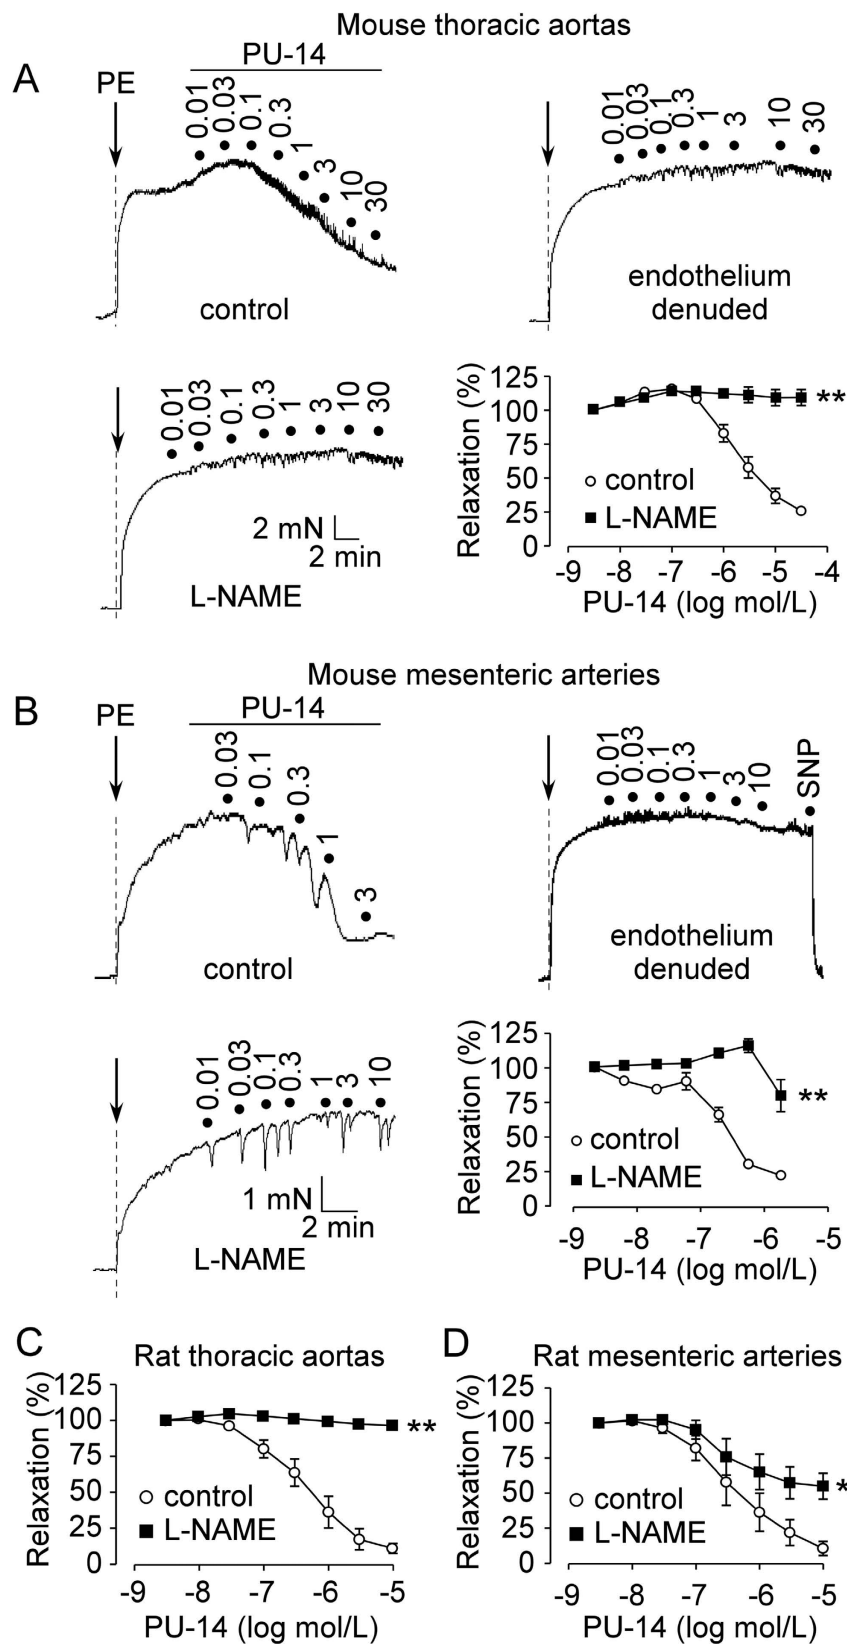 Mouse thoracic aortas
A
PE
PU-14
0.01
0.03
0.1
0.3
1
3
10
30
control
0.01
0.03
0.1
0.3
1
3
10
30
endothelium
denuded
0.01
0.03
0.1
0.3
1
3
10
30
2 mN
2 min
L-NAME
Relaxation (%)
125
100
75
50
25
0
**
control
L-NAME
-9 -8 -7 -6 -5 -4
PU-14 (log mol/L)
Mouse mesenteric arteries
B
PE
PU-14
0.03
0.1
0.3
1
3
control
0.01
0.03
0.1
0.3
1
3
10
SNP
endothelium
denuded
0.01
0.03
0.1
0.3
1
3
10
1 mN
2 min
L-NAME
Relaxation (%)
125
100
75
50
25
0
**
control
L-NAME
-9 -8 -7 -6 -5
PU-14 (log mol/L)
C
Rat thoracic aortas
Relaxation (%)
125
100
75
50
25
0
**
control
L-NAME
-9 -8 -7 -6 -5
PU-14 (log mol/L)
D
Rat mesenteric arteries
Relaxation (%)
125
100
75
50
25
0
*
control
L-NAME
-9 -8 -7 -6 -5
PU-14 (log mol/L)